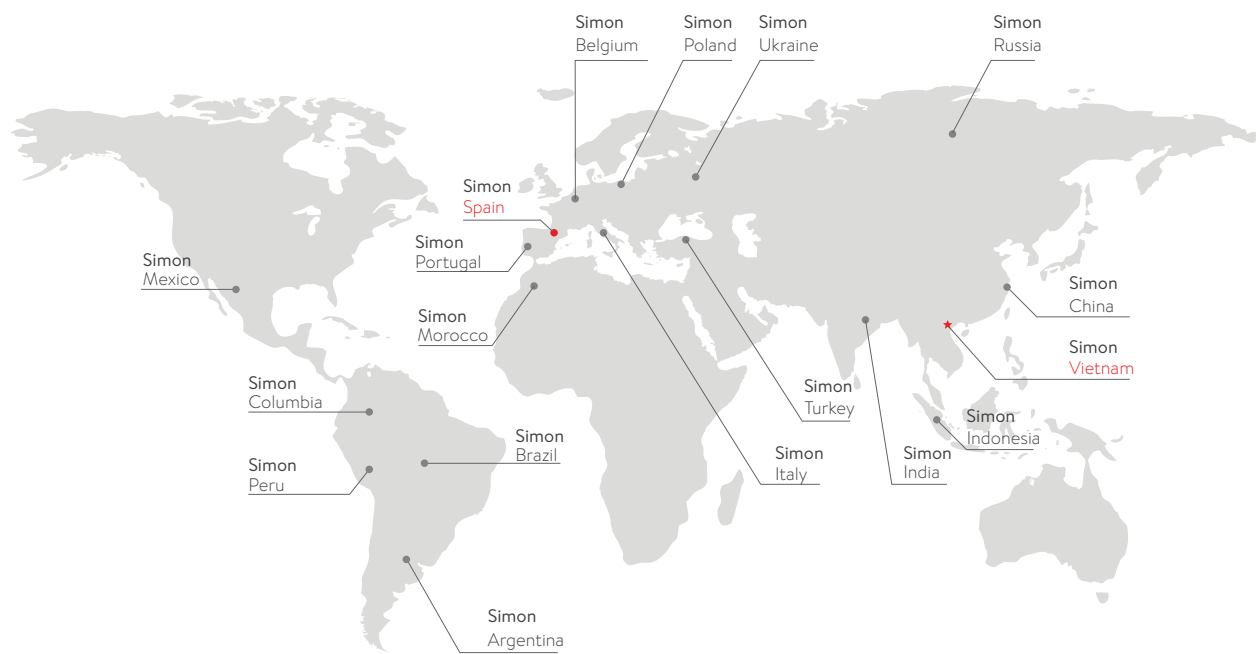 Simon
Belgium
Simon
Poland
Simon
Ukraine
Simon
Russia
Simon
Spain
Simon
Portugal
Simon
Mexico
Simon
Morocco
Simon
China
Simon
Vietnam
Simon
Columbia
Simon
Turkey
Simon
Indonesia
Simon
Brazil
Simon
Italy
Simon
India
Simon
Peru
Simon
Argentina